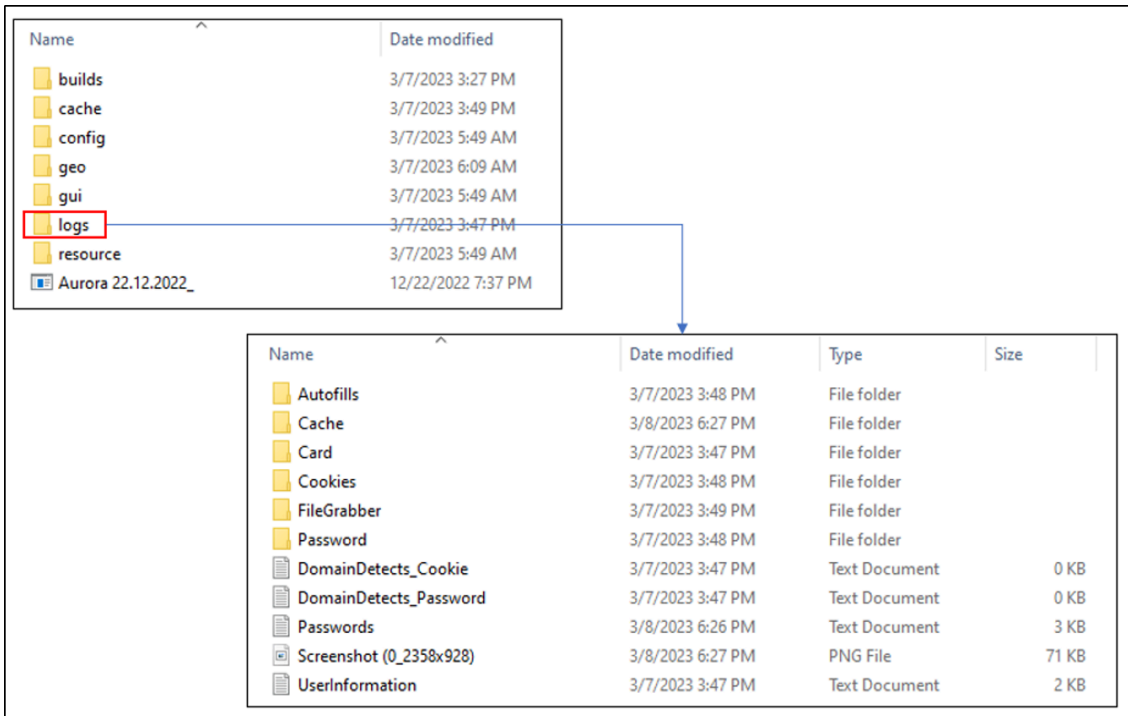 Name Date modified
builds 3/7/2023 3:27 PM
cache 3/7/2023 3:49 PM
config 3/7/2023 5:49 AM
geo 3/7/2023 6:09 AM
gui 3/7/2023 5:49 AM
logs 3/7/2023 3:47 PM
resource 3/7/2023 5:49 AM
Aurora 22.12.2022_ 12/22/2022 7:37 PM
Name Date modified Type Size
Autofills 3/7/2023 3:48 PM File folder
Cache 3/8/2023 6:27 PM File folder
Card 3/7/2023 3:47 PM File folder
Cookies 3/7/2023 3:48 PM File folder
FileGrabber 3/7/2023 3:49 PM File folder
Password 3/7/2023 3:48 PM File folder
DomainDetects_Cookie 3/7/2023 3:47 PM Text Document 0 KB
DomainDetects_Password 3/7/2023 3:47 PM Text Document 0 KB
Passwords 3/8/2023 6:26 PM Text Document 3 KB
Screenshot (0_2358x928) 3/8/2023 6:27 PM PNG File 71 KB
UserInformation 3/7/2023 3:47 PM Text Document 2 KB